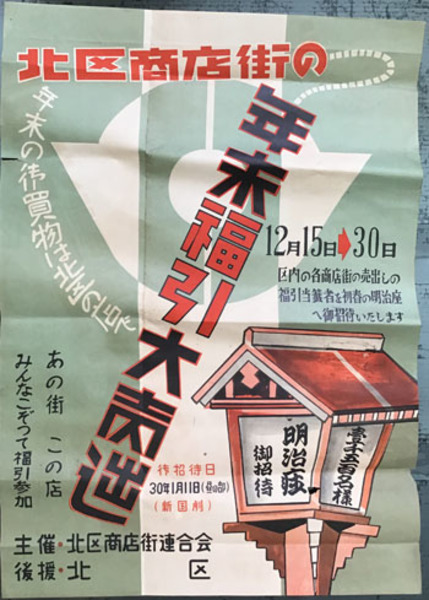 北区商店街の
年末福引大売出
年末の御買物は北区の店で
12月15日➡30日
区内の各商店街の売出しの
福引当籤者を初春の明治座
へ御招待いたします
あの街 この店
みんなこぞつて福引参加
壹千五百名様
明治座
御招待
御招待日
30年1月11日(昼の部)
(新国劇)
主催・北区商店街連合会
後援・北 区